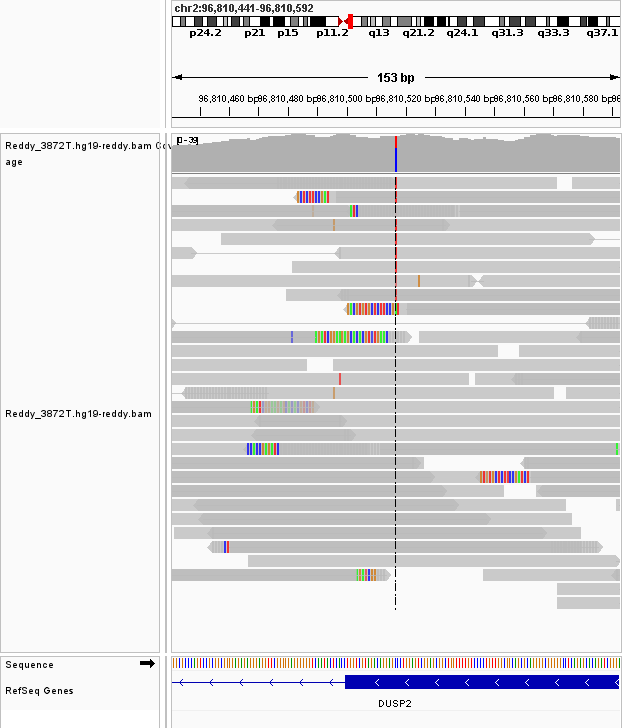 chr2:96,810,441-96,810,592
p24.2 p21 p15 p11.2 q13 q21.2 q24.1 q31.3 q33.3 q37.1
153 bp
96,810,460 bp 96,810,480 bp 96,810,500 bp 96,810,520 bp 96,810,540 bp 96,810,560 bp 96,810,580 bp 96
[0-39]
Reddy_3872T.hg19-reddy.bam Cov
age
Reddy_3872T.hg19-reddy.bam
Sequence
RefSeq Genes
DUSP2